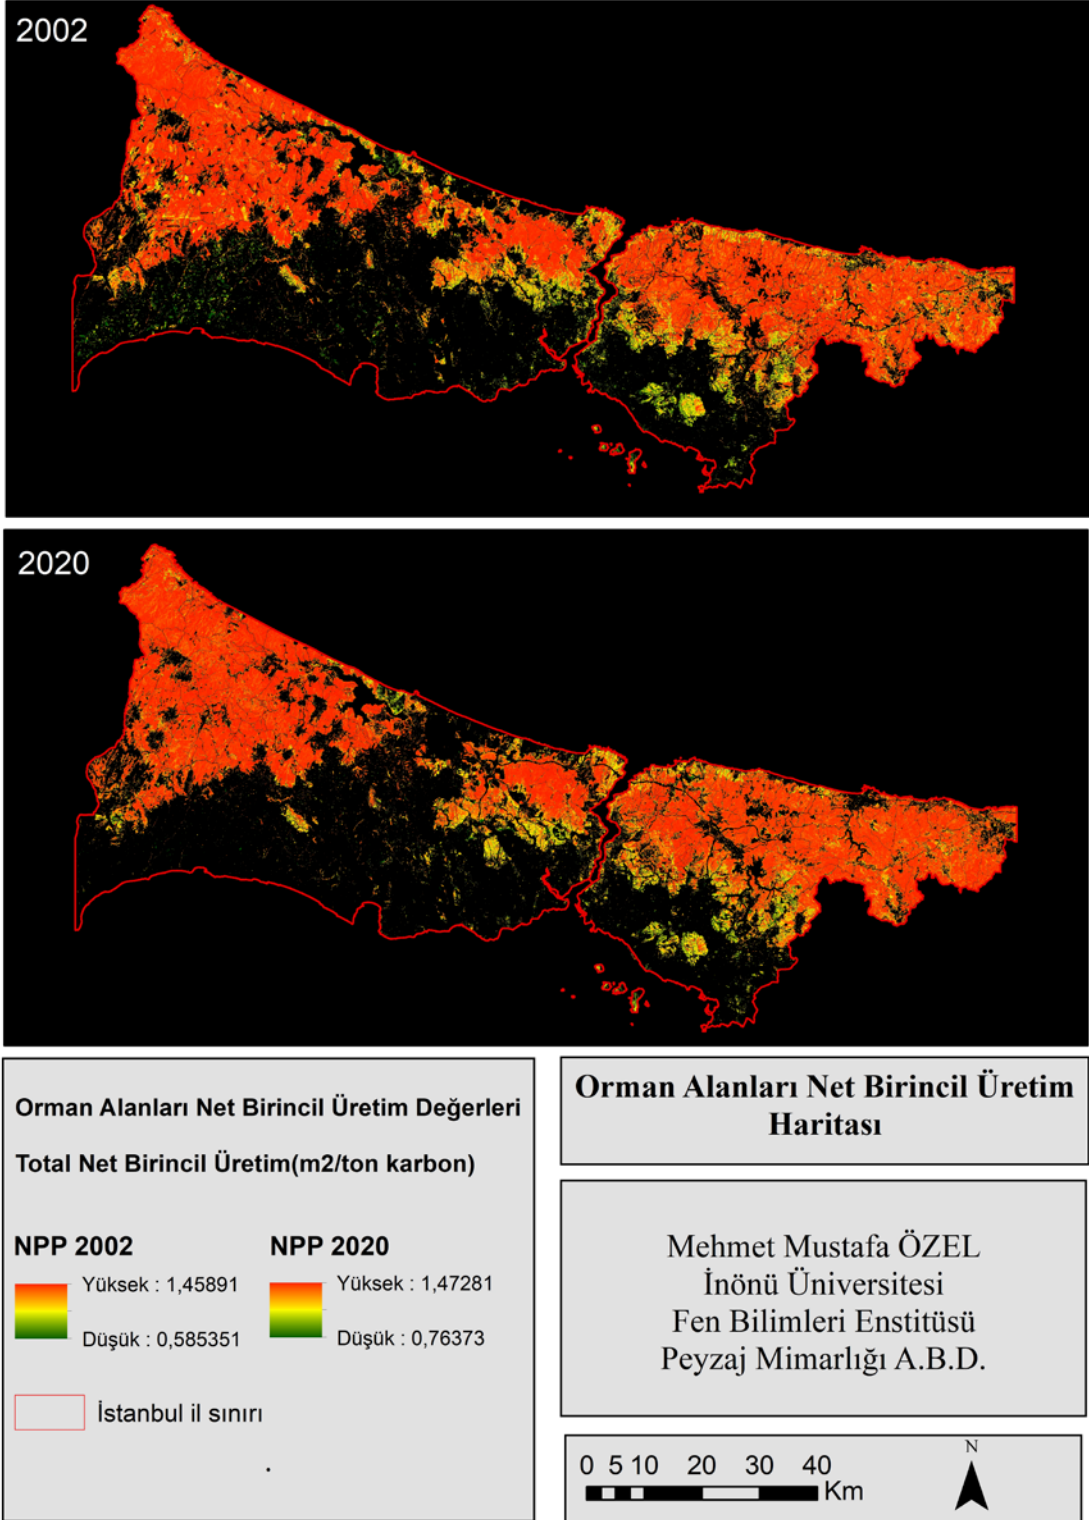 2002
2020
Orman Alanları Net Birincil Üretim Değerleri
Total Net Birincil Üretim(m2/ton karbon)
NPP 2002
NPP 2020
Yüksek : 1,45891
Yüksek : 1,47281
Düşük : 0,585351
Düşük : 0,76373
İstanbul il sınırı
.
Orman Alanları Net Birincil Üretim
Haritası
Mehmet Mustafa ÖZEL
İnönü Üniversitesi
Fen Bilimleri Enstitüsü
Peyzaj Mimarlığı A.B.D.
0 5 10 20 30 40
Km
N